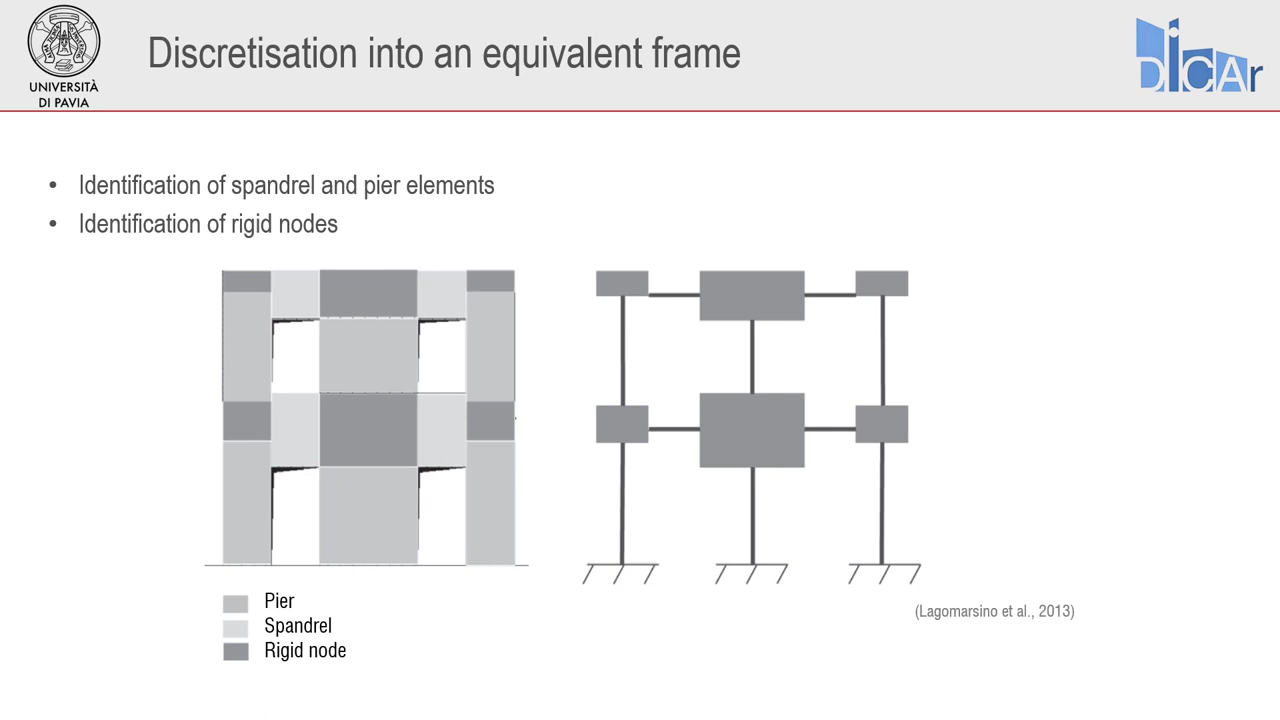 Discretisation into an equivalent frame
UNIVERSITÀ
DI PAVIA
DICAr
• Identification of spandrel and pier elements
• Identification of rigid nodes
Pier
Spandrel
Rigid node
(Lagomarsino et al., 2013)